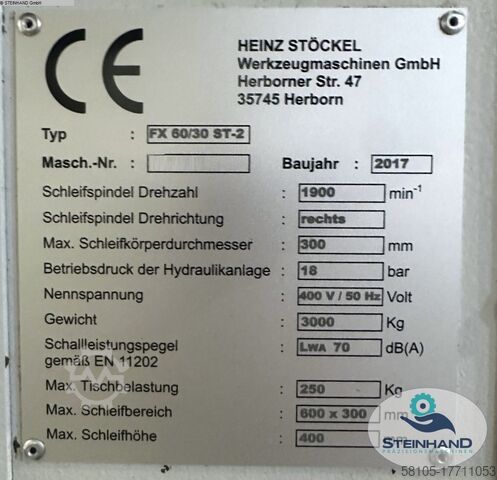 STEINHAND GmbH
CE
HEINZ STÖCKEL
Werkzeugmaschinen GmbH
Herborner Str. 47
35745 Herborn
Typ : FX 60/30 ST-2
Masch.-Nr. : Baujahr : 2017
Schleifspindel Drehzahl : 1900 min-1
Schleifspindel Drehrichtung : rechts
Max. Schleifkörperdurchmesser : 300 mm
Betriebsdruck der Hydraulikanlage : 18 bar
Nennspannung : 400 V / 50 Hz Volt
Gewicht : 3000 Kg
Schallleistungspegel : LWA 70 dB(A)
gemäß EN 11202
Max. Tischbelastung : 250 Kg
Max. Schleifbereich : 600 x 300 mm
Max. Schleifhöhe : 400 mm
STEINHAND
PRÄZISIONSMASCHINEN
58105-17711053